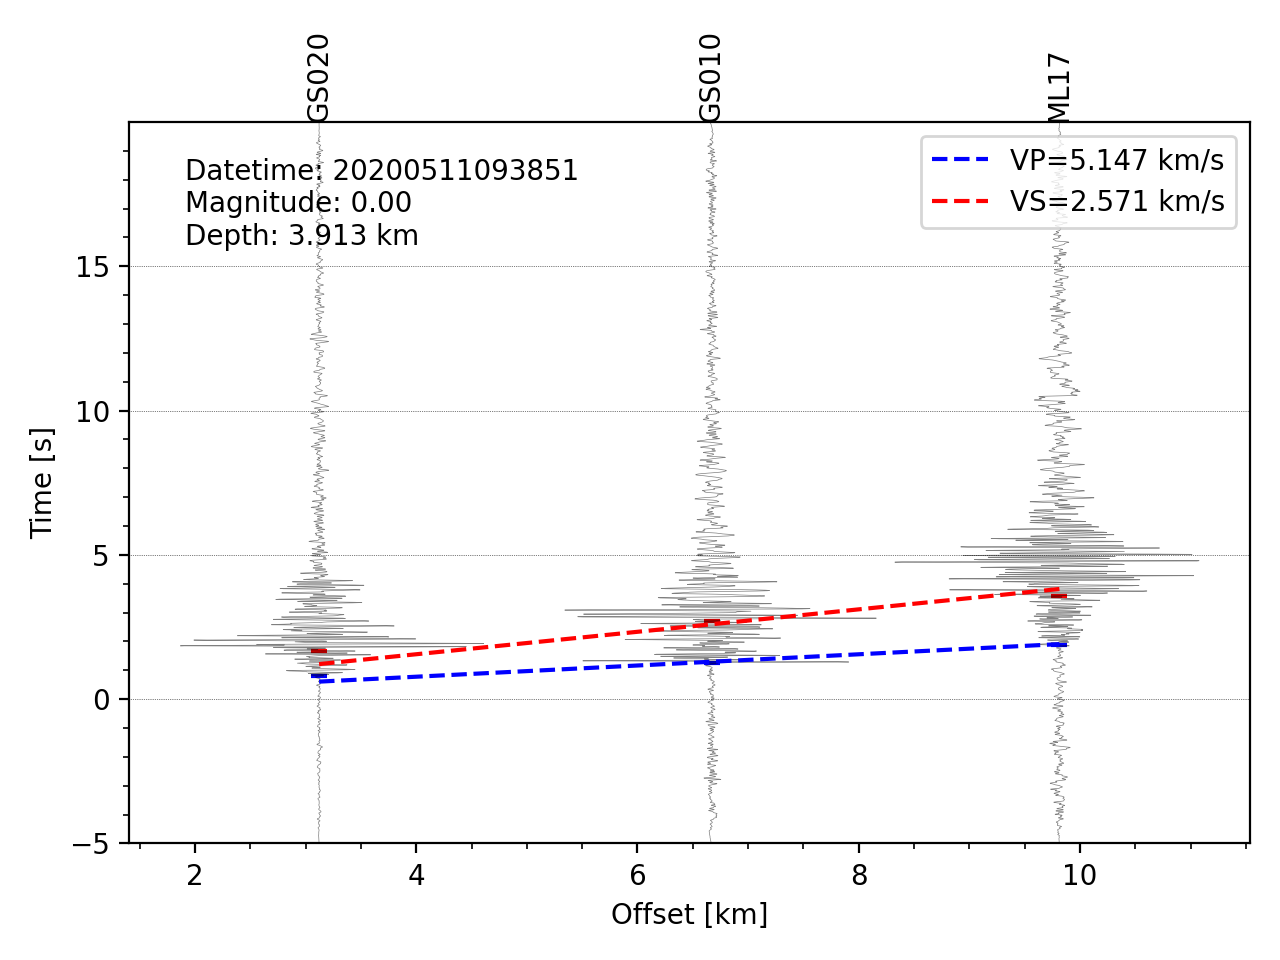 GS020
GS010
ML17
Datetime: 20200511093851
Magnitude: 0.00
Depth: 3.913 km
VP=5.147 km/s
VS=2.571 km/s
15
10
5
0
−5
Time [s]
2
4
6
8
10
Offset [km]